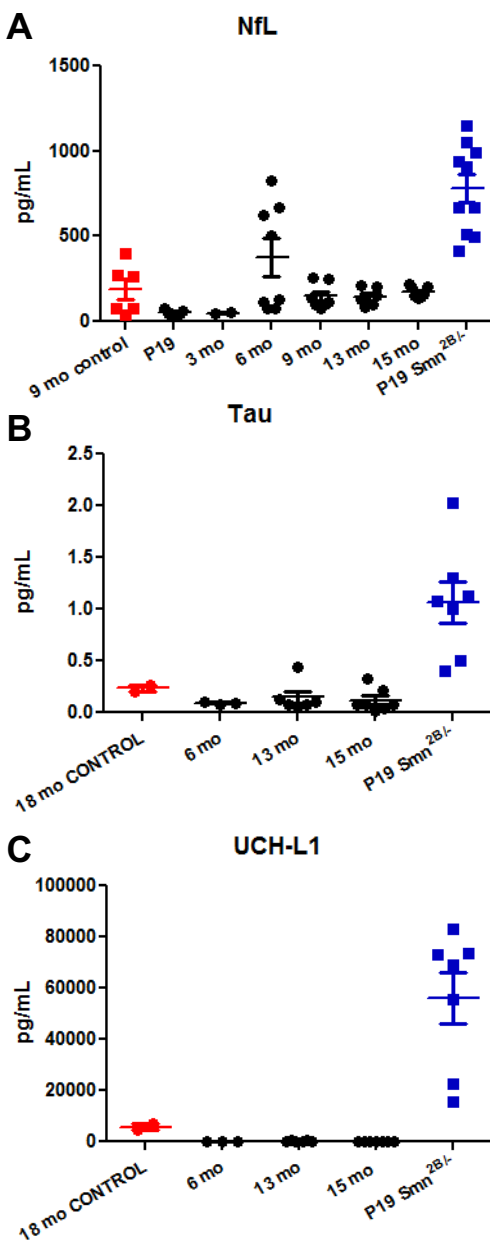 A
NfL
1500
1000
500
0
pg/mL
9 mo control
P19
3 mo
6 mo
9 mo
13 mo
15 mo
P19 Smn2B/-
B
Tau
2.5
2.0
1.5
1.0
0.5
0.0
pg/mL
18 mo CONTROL
6 mo
13 mo
15 mo
P19 Smn2B/-
C
UCH-L1
100000
80000
60000
40000
20000
0
pg/mL
18 mo CONTROL
6 mo
13 mo
15 mo
P19 Smn2B/-